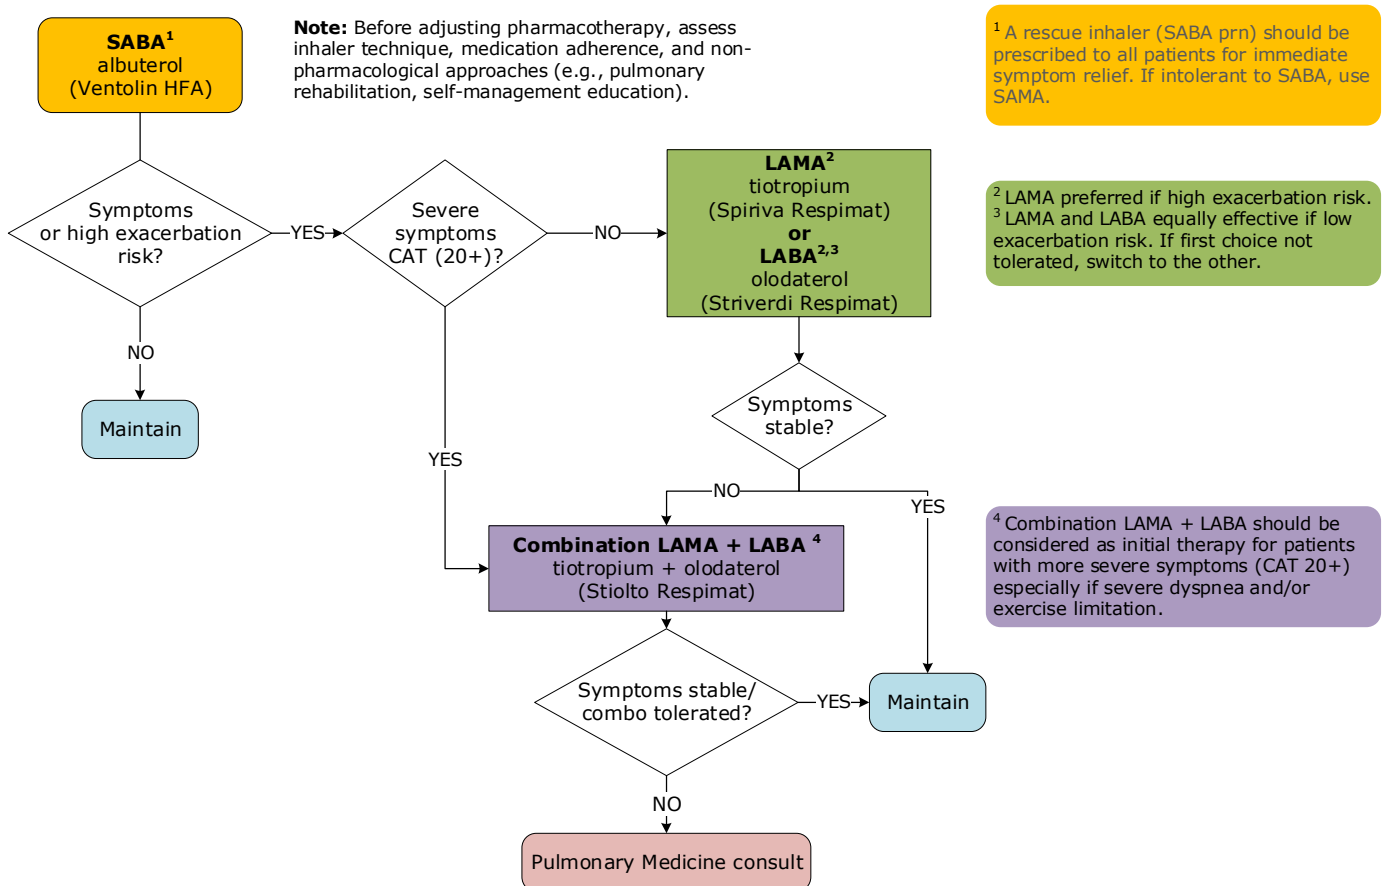 SABA¹
albuterol
(Ventolin HFA)
Note: Before adjusting pharmacotherapy, assess
inhaler technique, medication adherence, and non-
pharmacological approaches (e.g., pulmonary
rehabilitation, self-management education).
¹ A rescue inhaler (SABA prn) should be
prescribed to all patients for immediate
symptom relief. If intolerant to SABA, use
SAMA.
Symptoms
or high exacerbation
risk?
YES
Severe
symptoms
CAT (20+)?
NO
LAMA²
tiotropium
(Spiriva Respimat)
or
LABA²,³
olodaterol
(Striverdi Respimat)
² LAMA preferred if high exacerbation risk.
³ LAMA and LABA equally effective if low
exacerbation risk. If first choice not
tolerated, switch to the other.
NO
Maintain
YES
Symptoms
stable?
NO
YES
Combination LAMA + LABA ⁴
tiotropium + olodaterol
(Stiolto Respimat)
⁴ Combination LAMA + LABA should be
considered as initial therapy for patients
with more severe symptoms (CAT 20+)
especially if severe dyspnea and/or
exercise limitation.
Symptoms stable/
combo tolerated?
YES
Maintain
NO
Pulmonary Medicine consult